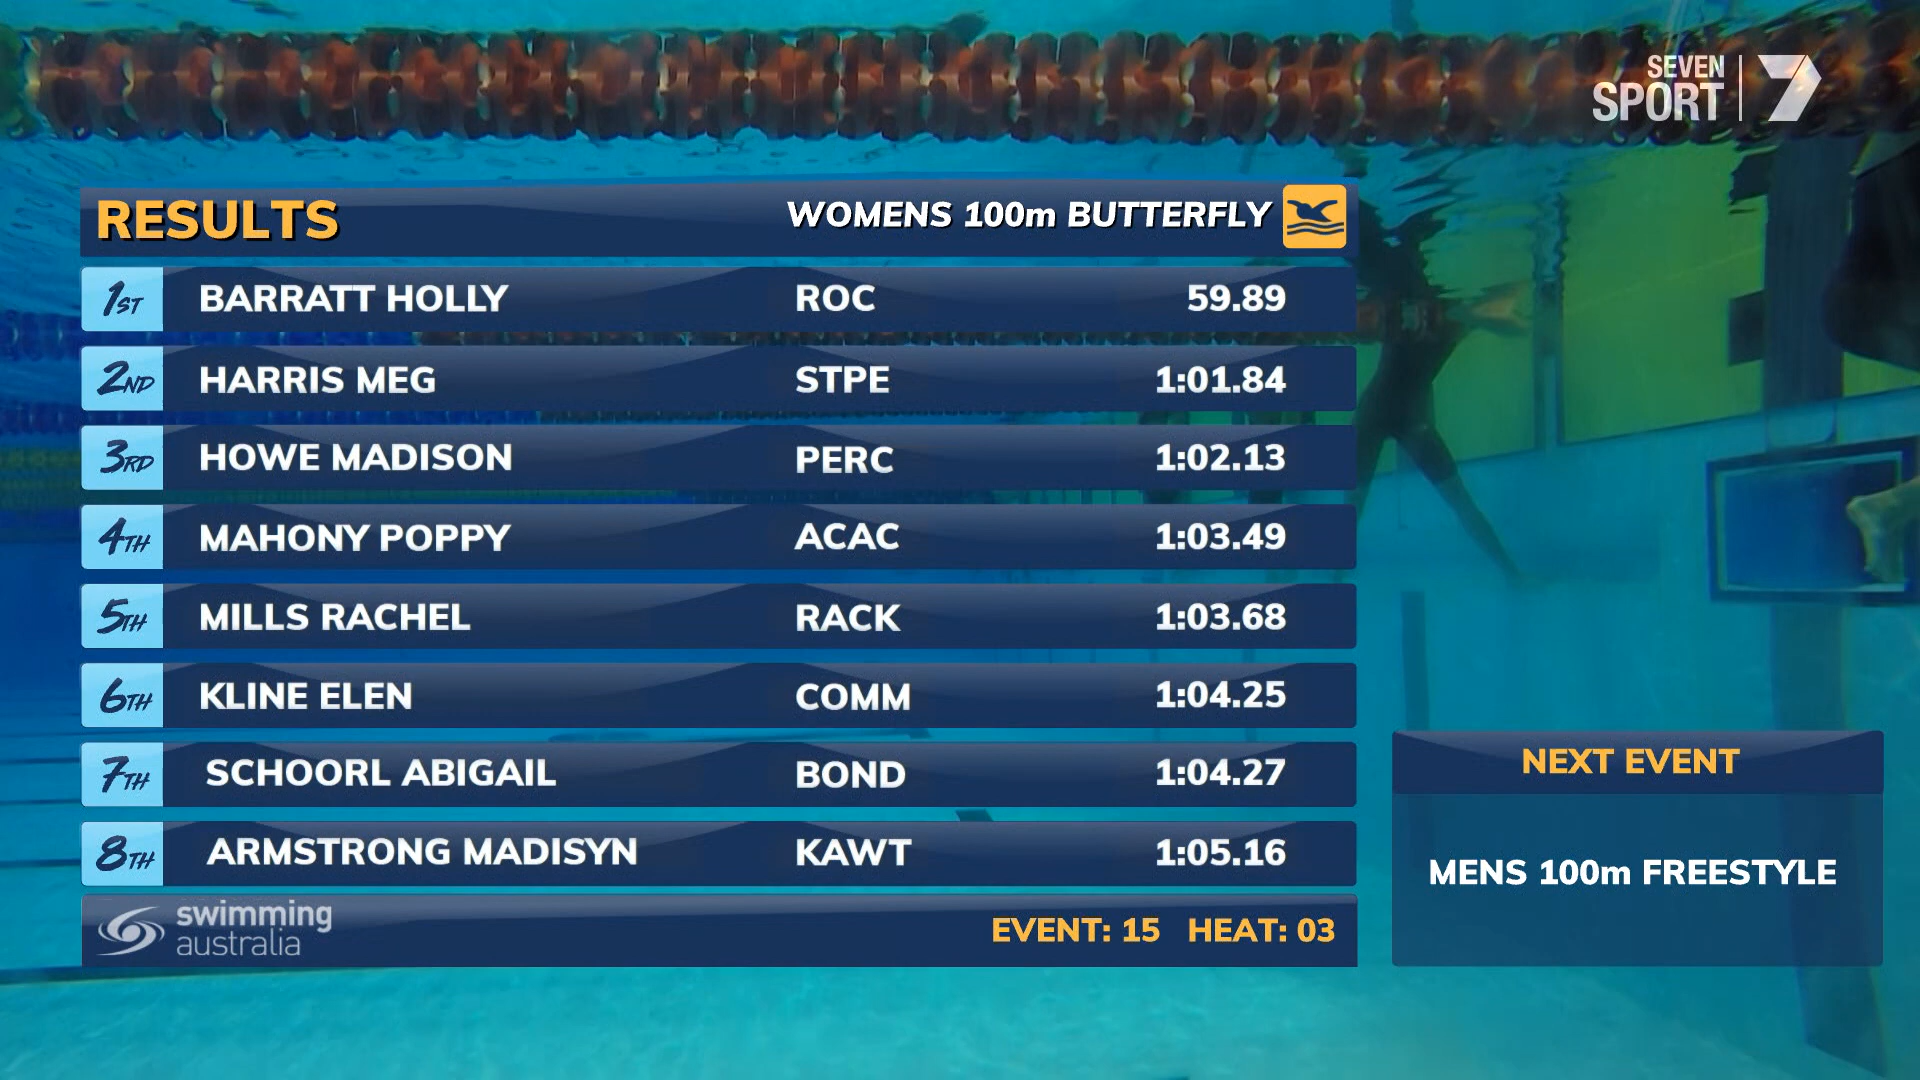 SEVEN
SPORT 7
RESULTS WOMENS 100m BUTTERFLY
1ST BARRATT HOLLY ROC 59.89
2ND HARRIS MEG STPE 1:01.84
3RD HOWE MADISON PERC 1:02.13
4TH MAHONY POPPY ACAC 1:03.49
5TH MILLS RACHEL RACK 1:03.68
6TH KLINE ELEN COMM 1:04.25
7TH SCHOORL ABIGAIL BOND 1:04.27
8TH ARMSTRONG MADISYN KAWT 1:05.16
swimming
australia
EVENT: 15 HEAT: 03
NEXT EVENT
MENS 100m FREESTYLE